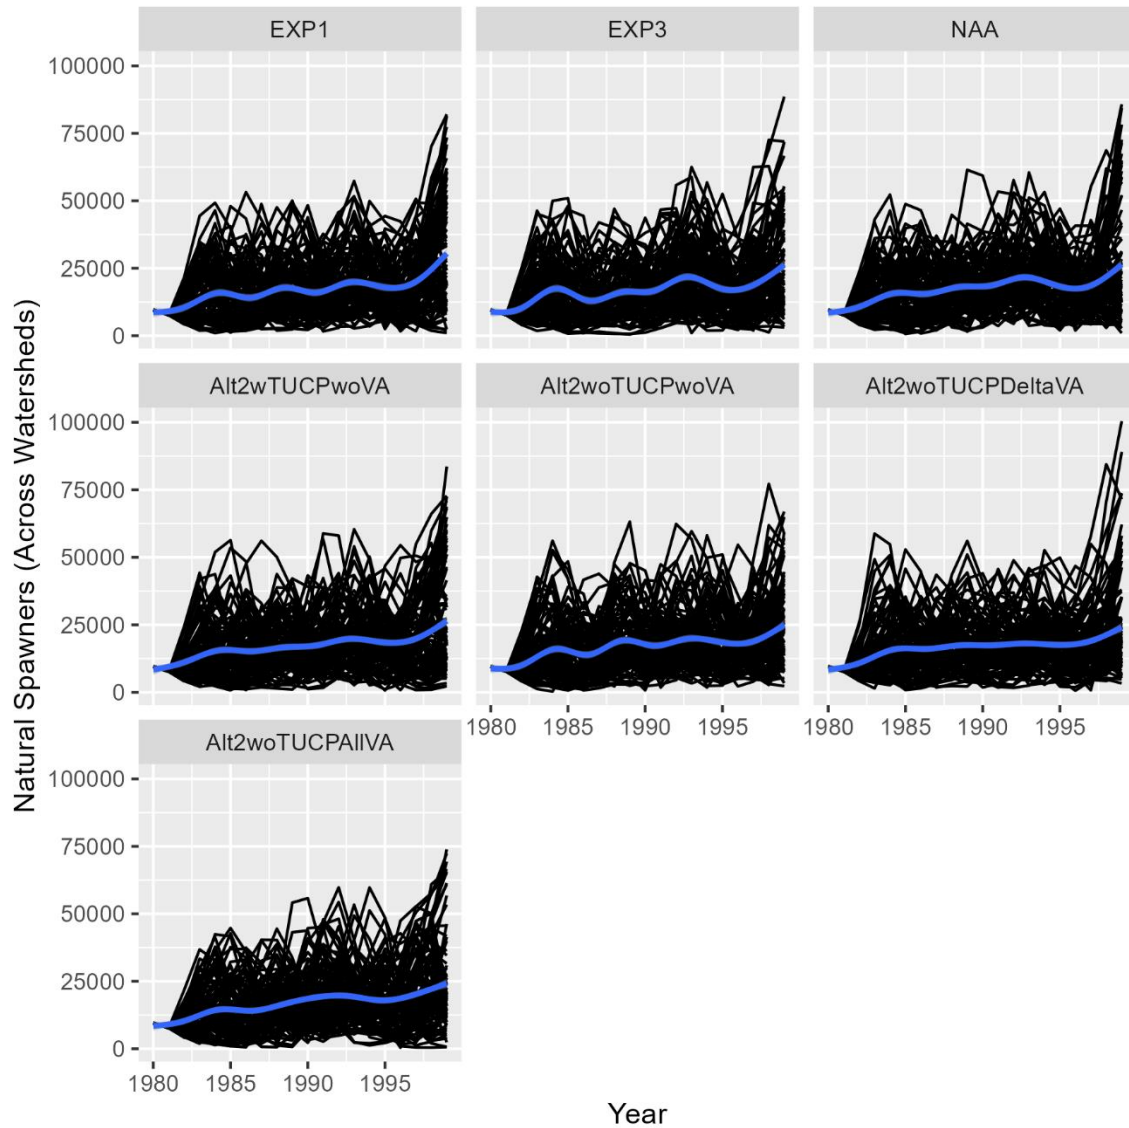 EXP1 EXP3 NAA
100000
75000
50000
25000
0
Alt2wTUCPwoVA Alt2woTUCPwoVA Alt2woTUCPDeltaVA
100000
75000
50000
25000
0
1980 1985 1990 1995 1980 1985 1990 1995
Alt2woTUCPAllVA
100000
75000
50000
25000
0
1980 1985 1990 1995
Natural Spawners (Across Watersheds)
Year